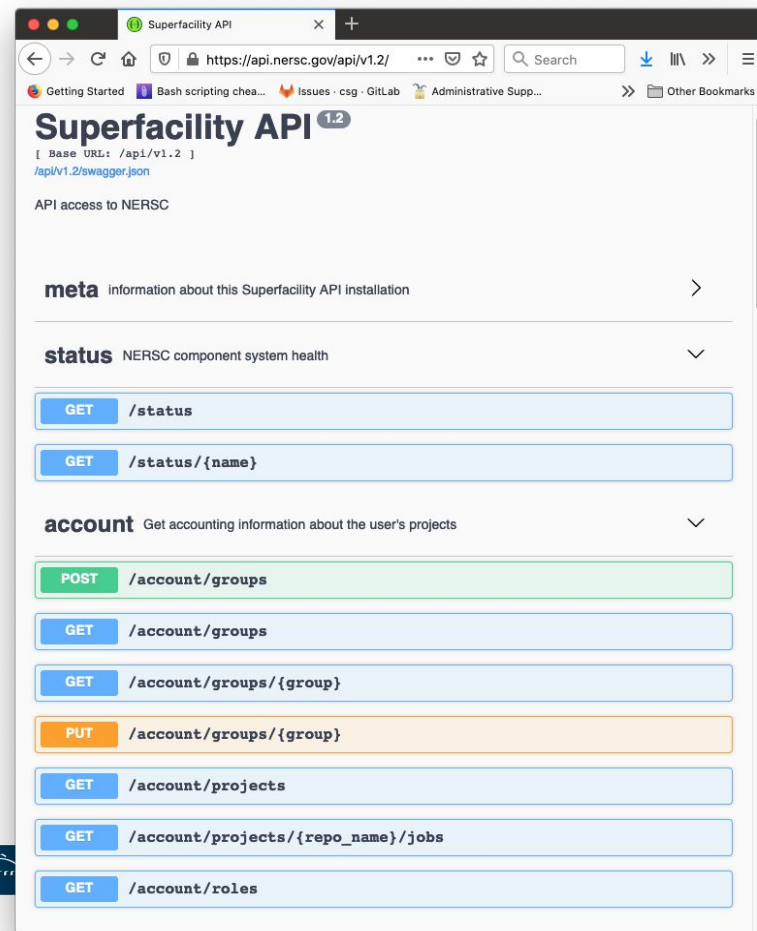 Superfacility API
https://api.nersc.gov/api/v1.2/
Search
Getting Started
Bash scripting chea...
Issues · csg · GitLab
Administrative Supp...
Other Bookmarks
Superfacility API 1.2
[ Base URL: /api/v1.2 ]
/api/v1.2/swagger.json
API access to NERSC
meta information about this Superfacility API installation
status NERSC component system health
GET /status
GET /status/{name}
account Get accounting information about the user's projects
POST /account/groups
GET /account/groups
GET /account/groups/{group}
PUT /account/groups/{group}
GET /account/projects
GET /account/projects/{repo_name}/jobs
GET /account/roles